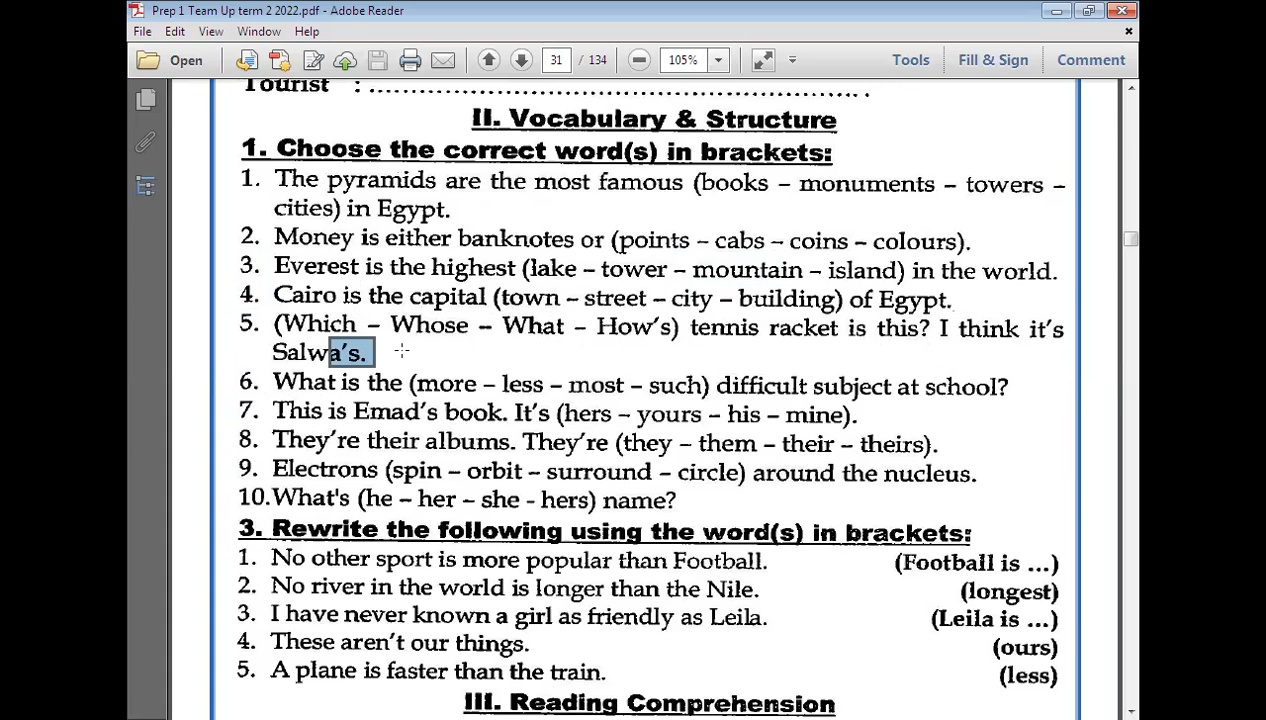 Prep 1 Team Up term 2 2022.pdf - Adobe Reader
File Edit View Window Help
Open 31 / 134 105% Tools Fill & Sign Comment
Tourist : ..................................................................................... .
II. Vocabulary & Structure
1. Choose the correct word(s) in brackets:
1. The pyramids are the most famous (books – monuments – towers –
cities) in Egypt.
2. Money is either banknotes or (points – cabs – coins – colours).
3. Everest is the highest (lake – tower – mountain – island) in the world.
4. Cairo is the capital (town – street – city – building) of Egypt.
5. (Which – Whose – What – How's) tennis racket is this? I think it's
Salwa's.
6. What is the (more – less – most – such) difficult subject at school?
7. This is Emad's book. It's (hers – yours – his – mine).
8. They're their albums. They're (they – them – their – theirs).
9. Electrons (spin – orbit – surround – circle) around the nucleus.
10.What's (he – her – she - hers) name?
3. Rewrite the following using the word(s) in brackets:
1. No other sport is more popular than Football. (Football is ...)
2. No river in the world is longer than the Nile. (longest)
3. I have never known a girl as friendly as Leila. (Leila is ...)
4. These aren't our things. (ours)
5. A plane is faster than the train. (less)
III. Reading Comprehension